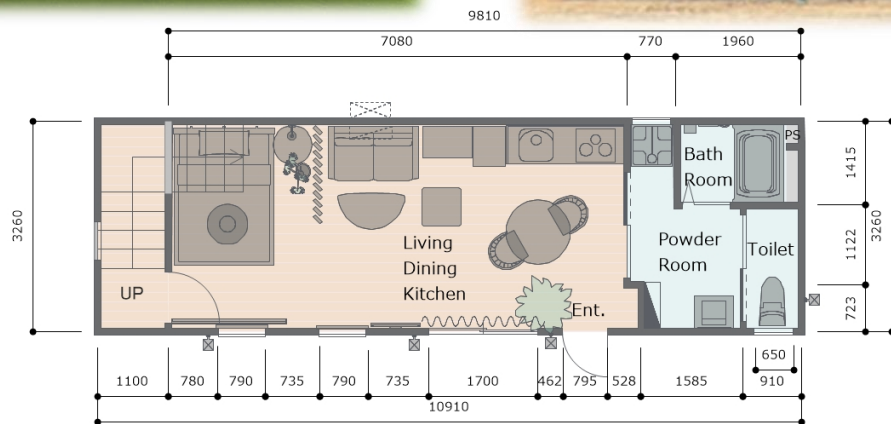 9810
7080 770 1960
PS
Bath
Room
1415
3260
Living
Dining
Kitchen
Powder
Room
Toilet
1122
3260
UP
Ent.
723
650
1100 780 790 735 790 735 1700 462 795 528 1585 910
10910